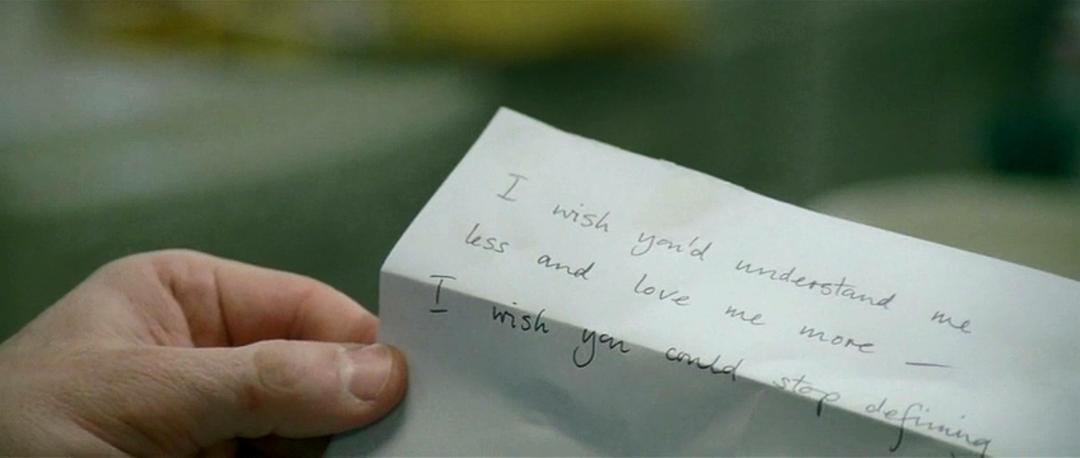 I wish you'd understand me
less and love me more —
I wish you could stop defining